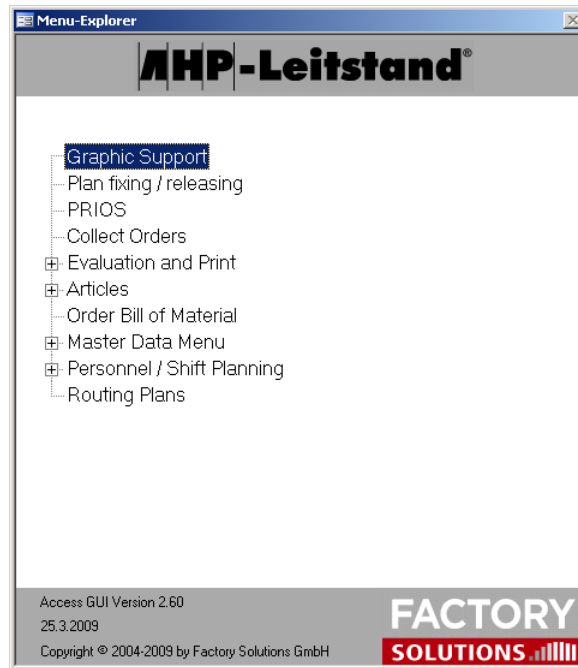 Menu-Explorer
AHP-Leitstand®
Graphic Support
Plan fixing / releasing
PRIOS
Collect Orders
Evaluation and Print
Articles
Order Bill of Material
Master Data Menu
Personnel / Shift Planning
Routing Plans
Access GUI Version 2.60
25.3.2009
Copyright © 2004-2009 by Factory Solutions GmbH
FACTORY
SOLUTIONS